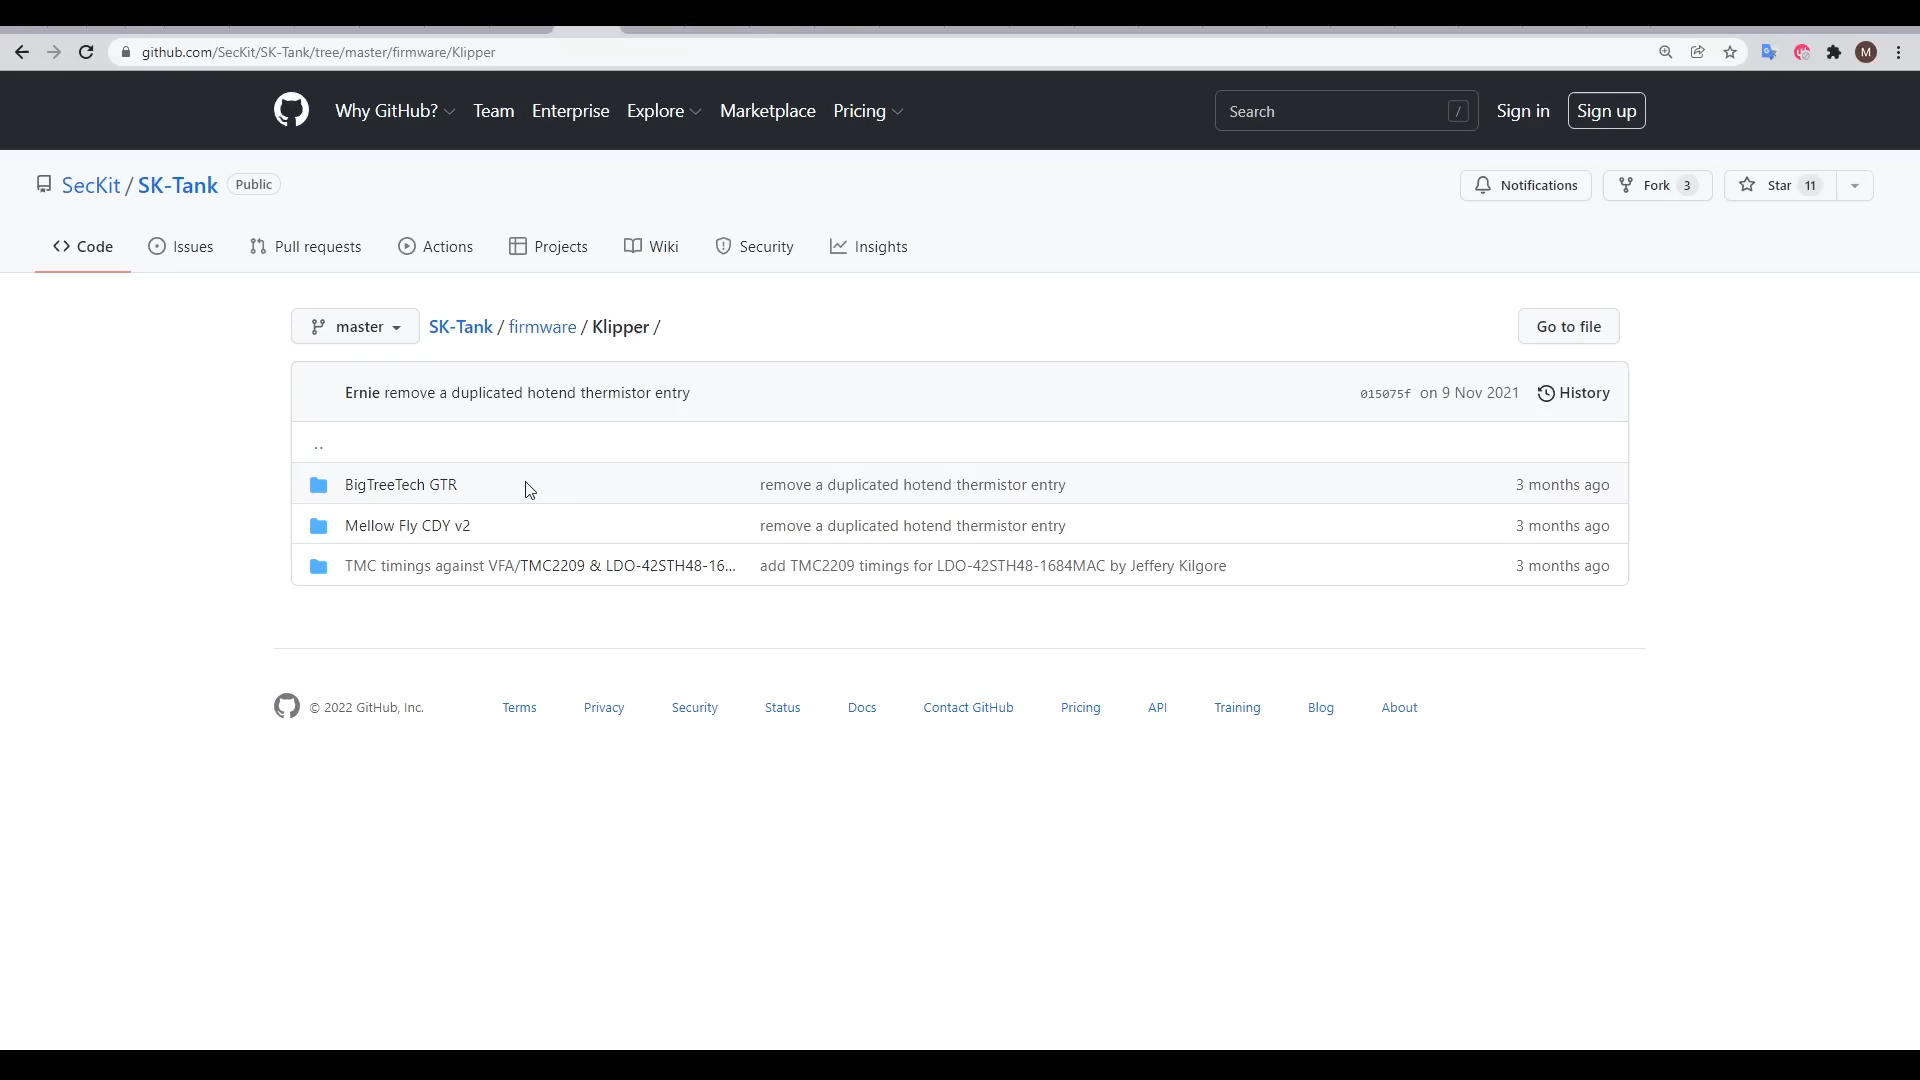 github.com/SecKit/SK-Tank/tree/master/firmware/Klipper
M
Why GitHub? Team Enterprise Explore Marketplace Pricing Search / Sign in Sign up
SecKit / SK-Tank Public Notifications Fork 3 Star 11
Code Issues Pull requests Actions Projects Wiki Security Insights
master SK-Tank / firmware / Klipper / Go to file
Ernie remove a duplicated hotend thermistor entry 015075f on 9 Nov 2021 History
..
BigTreeTech GTR remove a duplicated hotend thermistor entry 3 months ago
Mellow Fly CDY v2 remove a duplicated hotend thermistor entry 3 months ago
TMC timings against VFA/TMC2209 & LDO-42STH48-16... add TMC2209 timings for LDO-42STH48-1684MAC by Jeffery Kilgore 3 months ago
© 2022 GitHub, Inc. Terms Privacy Security Status Docs Contact GitHub Pricing API Training Blog About